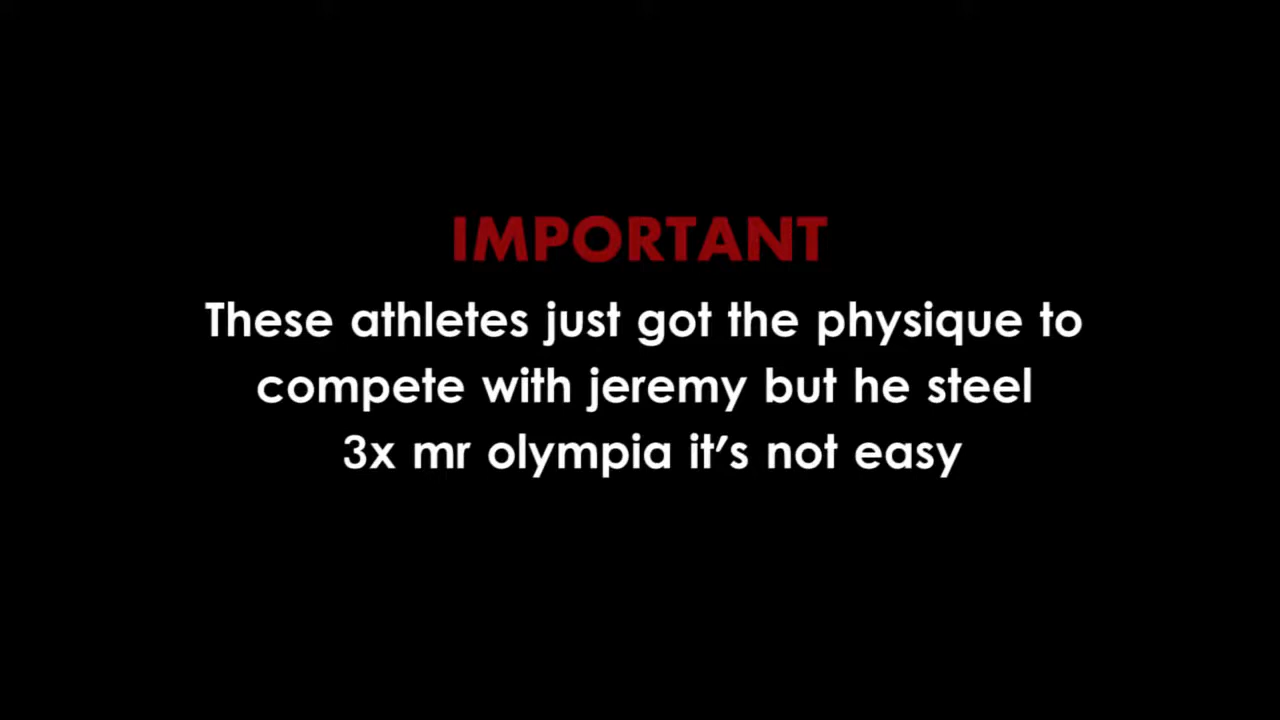 IMPORTANT
These athletes just got the physique to
compete with jeremy but he steel
3x mr olympia it's not easy